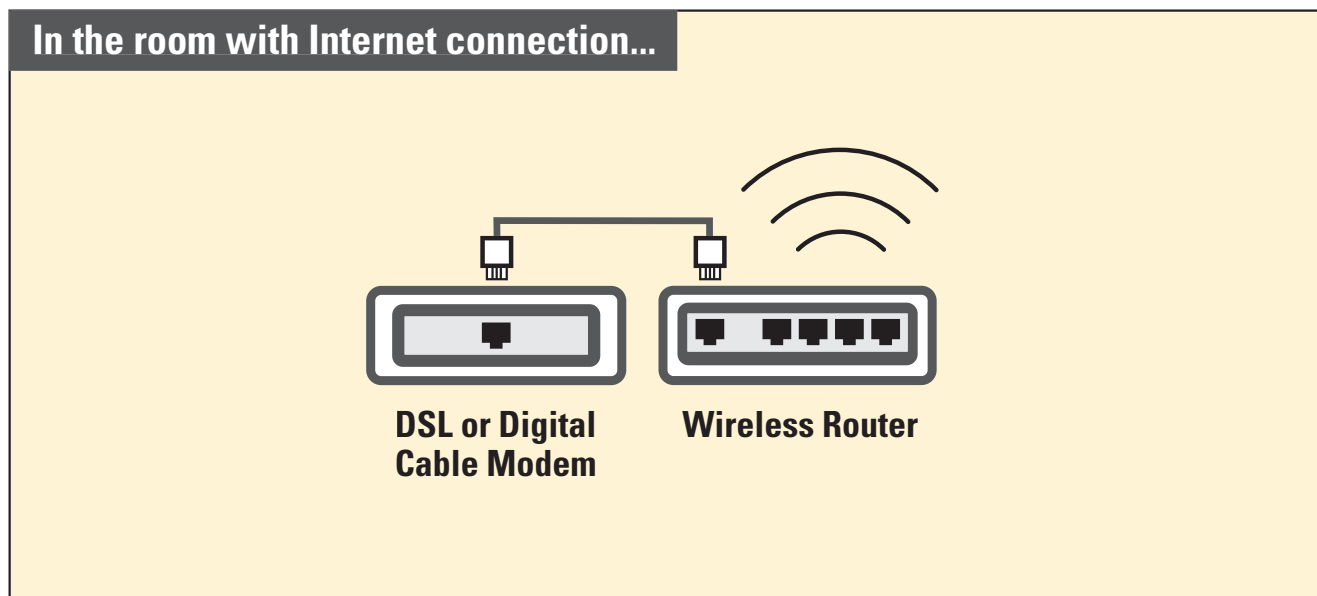 In the room with Internet connection...
DSL or Digital
Cable Modem
Wireless Router